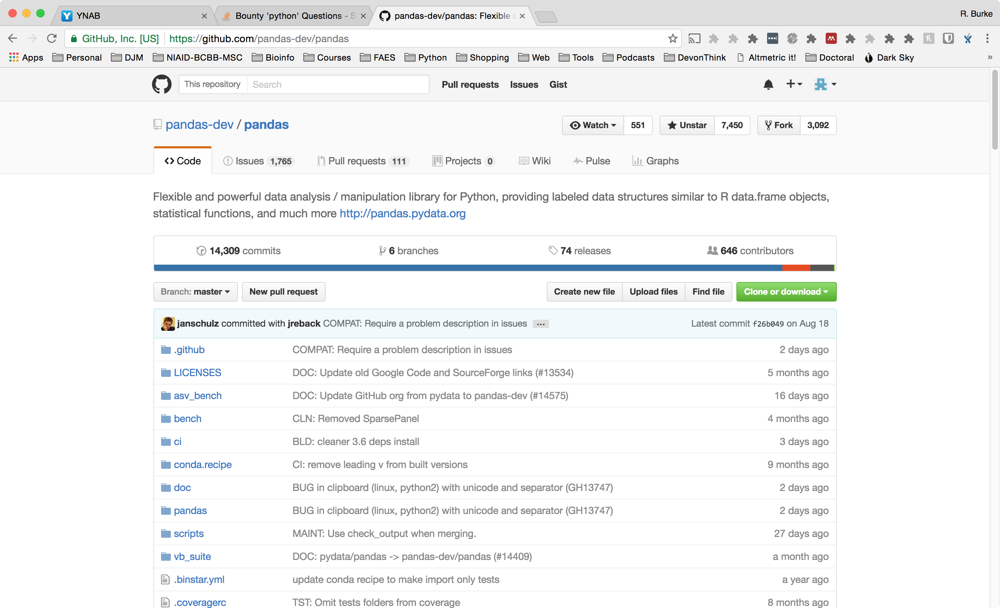 YNAB
Bounty 'python' Questions - S
pandas-dev/pandas: Flexible a
R. Burke
GitHub, Inc. [US] https://github.com/pandas-dev/pandas
Apps Personal DJM NIAID-BCBB-MSC Bioinfo Courses FAES Python Shopping Web Tools Podcasts DevonThink Altmetric it! Doctoral Dark Sky »
This repository Search Pull requests Issues Gist
pandas-dev / pandas Watch 551 Unstar 7,450 Fork 3,092
Code Issues 1,765 Pull requests 111 Projects 0 Wiki Pulse Graphs
Flexible and powerful data analysis / manipulation library for Python, providing labeled data structures similar to R data.frame objects,
statistical functions, and much more http://pandas.pydata.org
14,309 commits 6 branches 74 releases 646 contributors
Branch: master New pull request Create new file Upload files Find file Clone or download
janschulz committed with jreback COMPAT: Require a problem description in issues ... Latest commit f26b049 on Aug 18
.github COMPAT: Require a problem description in issues 2 days ago
LICENSES DOC: Update old Google Code and SourceForge links (#13534) 5 months ago
asv_bench DOC: Update GitHub org from pydata to pandas-dev (#14575) 16 days ago
bench CLN: Removed SparsePanel 4 months ago
ci BLD: cleaner 3.6 deps install 3 days ago
conda.recipe CI: remove leading v from built versions 9 months ago
doc BUG in clipboard (linux, python2) with unicode and separator (GH13747) 2 days ago
pandas BUG in clipboard (linux, python2) with unicode and separator (GH13747) 2 days ago
scripts MAINT: Use check_output when merging. 27 days ago
vb_suite DOC: pydata/pandas -> pandas-dev/pandas (#14409) a month ago
.binstar.yml update conda recipe to make import only tests a year ago
.coveragerc TST: Omit tests folders from coverage 8 months ago